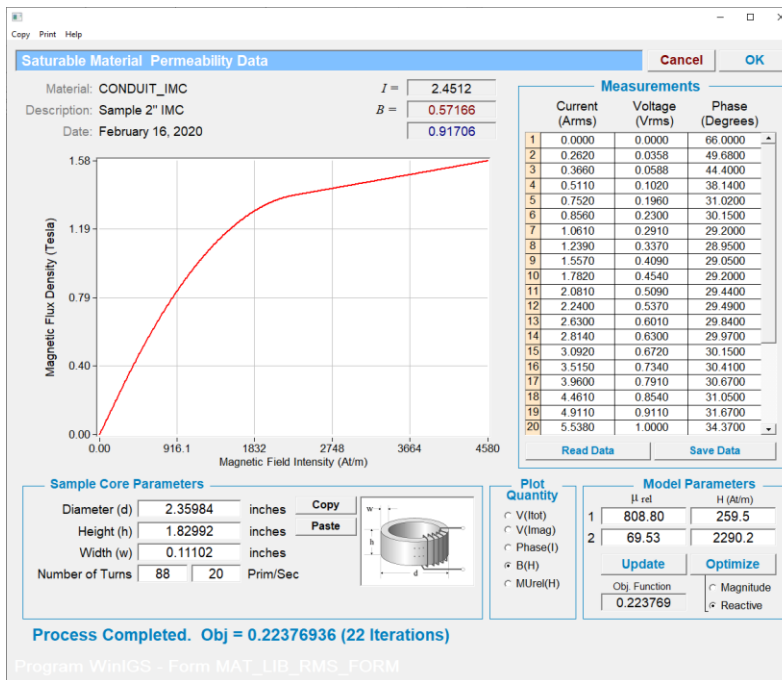 Copy Print Help
Saturable Material Permeability Data Cancel OK
Material: CONDUIT_IMC I = 2.4512
Description: Sample 2" IMC B = 0.57166
Date: February 16, 2020 0.91706
Measurements
Current (Arms) Voltage (Vrms) Phase (Degrees)
1 0.0000 0.0000 66.0000
2 0.2620 0.0358 49.6800
3 0.3660 0.0588 44.4000
4 0.5110 0.1020 38.1400
5 0.7520 0.1960 31.0200
6 0.8560 0.2300 30.1500
7 1.0610 0.2910 29.2000
8 1.2390 0.3370 28.9500
9 1.5570 0.4090 29.0500
10 1.7820 0.4540 29.2000
11 2.0810 0.5090 29.4400
12 2.2400 0.5370 29.4900
13 2.6300 0.6010 29.8400
14 2.8140 0.6300 29.9700
15 3.0920 0.6720 30.1500
16 3.5150 0.7340 30.4100
17 3.9600 0.7910 30.6700
18 4.4610 0.8540 31.0500
19 4.9110 0.9110 31.6700
20 5.5380 1.0000 34.3700
Read Data Save Data
Magnetic Flux Density (Tesla)
1.58
1.19
0.79
0.40
0.00
0.00 916.1 1832 2748 3664 4580
Magnetic Field Intensity (At/m)
Sample Core Parameters
Diameter (d) 2.35984 inches Copy
Height (h) 1.82992 inches Paste
Width (w) 0.11102 inches
Number of Turns 88 20 Prim/Sec
w
h
d
Plot Quantity
V(Itot)
V(Imag)
Phase(I)
B(H)
MUrel(H)
Model Parameters
μ rel H (At/m)
1 808.80 259.5
2 69.53 2290.2
Update Optimize
Obj. Function Magnitude
0.223769 Reactive
Process Completed. Obj = 0.22376936 (22 Iterations)
Program WinIGS - Form MAT_LIB_RMS_FORM